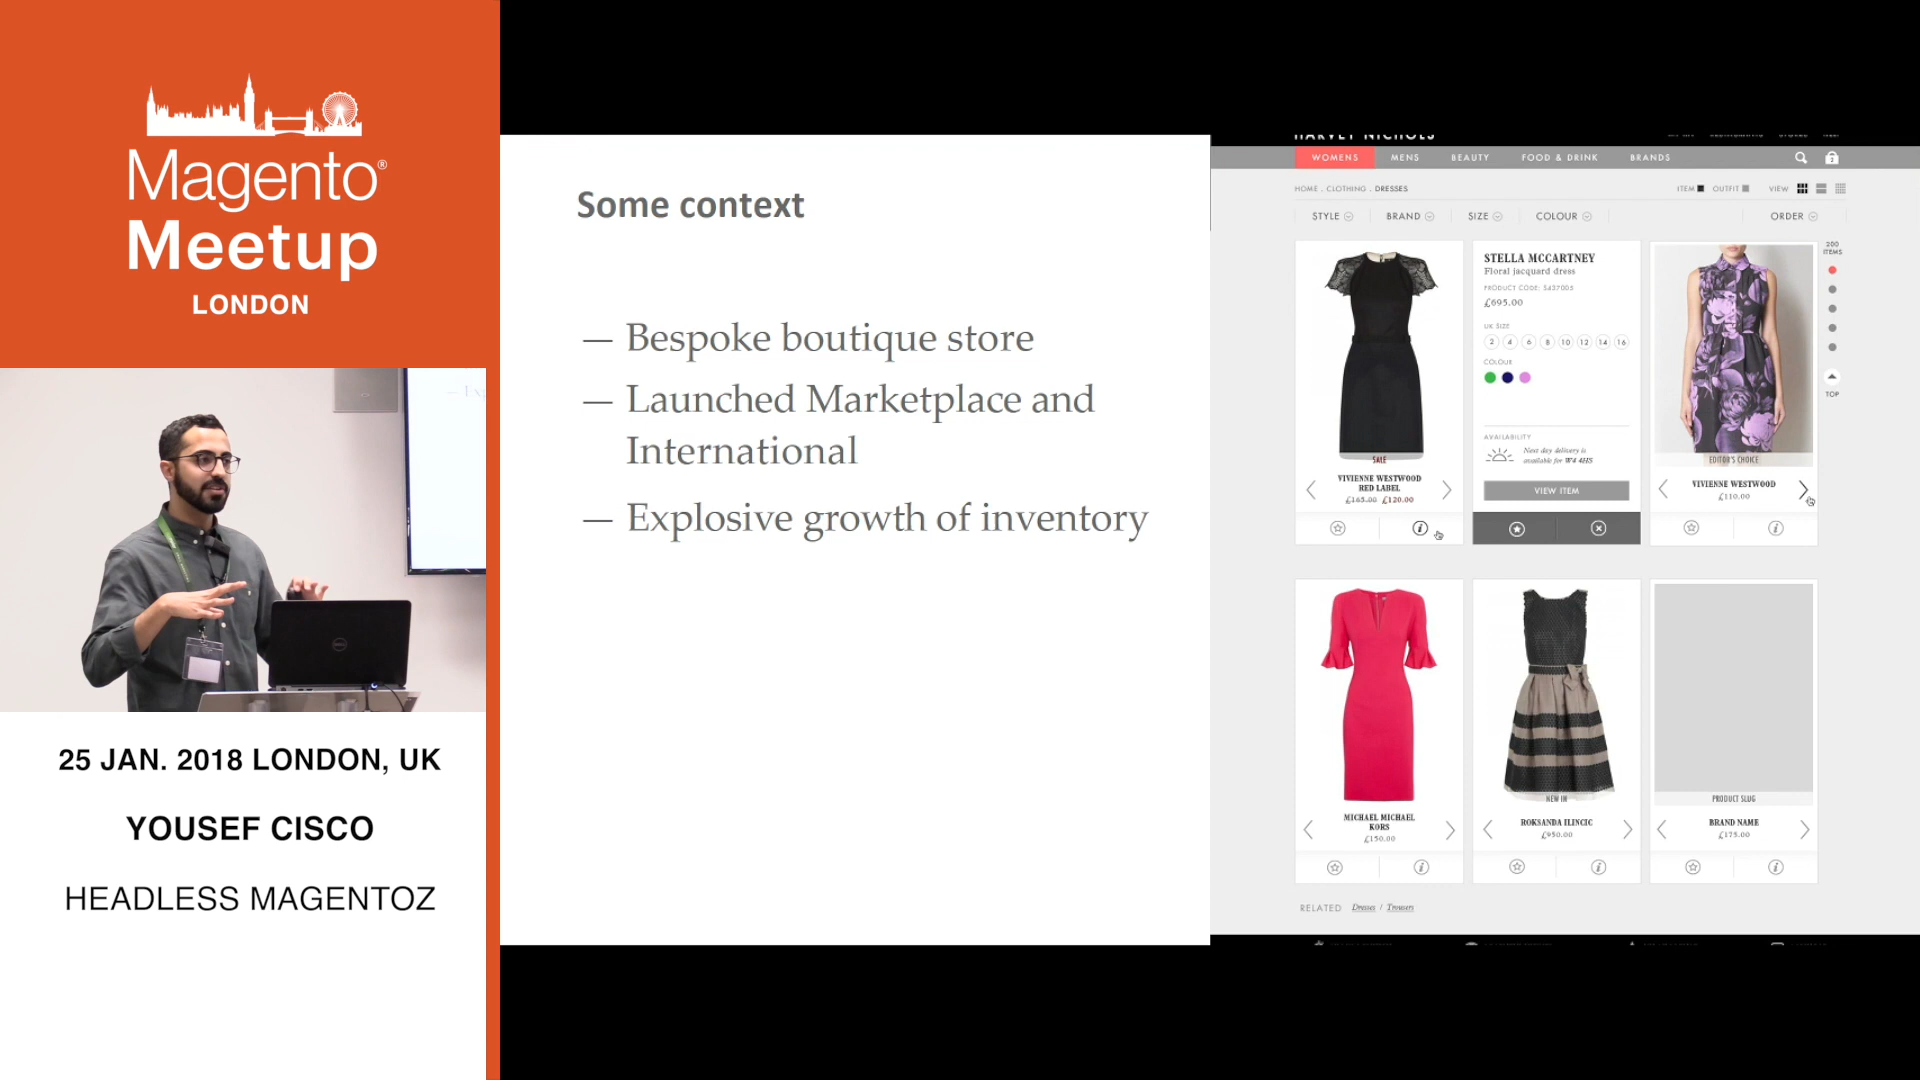 Magento®
Meetup
LONDON
25 JAN. 2018 LONDON, UK
YOUSEF CISCO
HEADLESS MAGENTOZ
Some context
— Bespoke boutique store
— Launched Marketplace and
International
— Explosive growth of inventory
HARVEY NICHOLS
WOMENS MENS BEAUTY FOOD & DRINK BRANDS
2
HOME . CLOTHING . DRESSES
ITEM OUTFIT VIEW
STYLE BRAND SIZE COLOUR ORDER
200
ITEMS
TOP
SALE
VIVIENNE WESTWOOD
RED LABEL
£165.00 £120.00
STELLA MCCARTNEY
Floral jacquard dress
PRODUCT CODE: S437005
£695.00
UK SIZE
2 4 6 8 10 12 14 16
COLOUR
AVAILABILITY
Next day delivery is
available for W4 4HS
VIEW ITEM
EDITOR'S CHOICE
VIVIENNE WESTWOOD
£110.00
MICHAEL MICHAEL
KORS
£150.00
NEW IN
ROKSANDA ILINCIC
£950.00
PRODUCT SLUG
BRAND NAME
£175.00
RELATED Dresses / Trousers